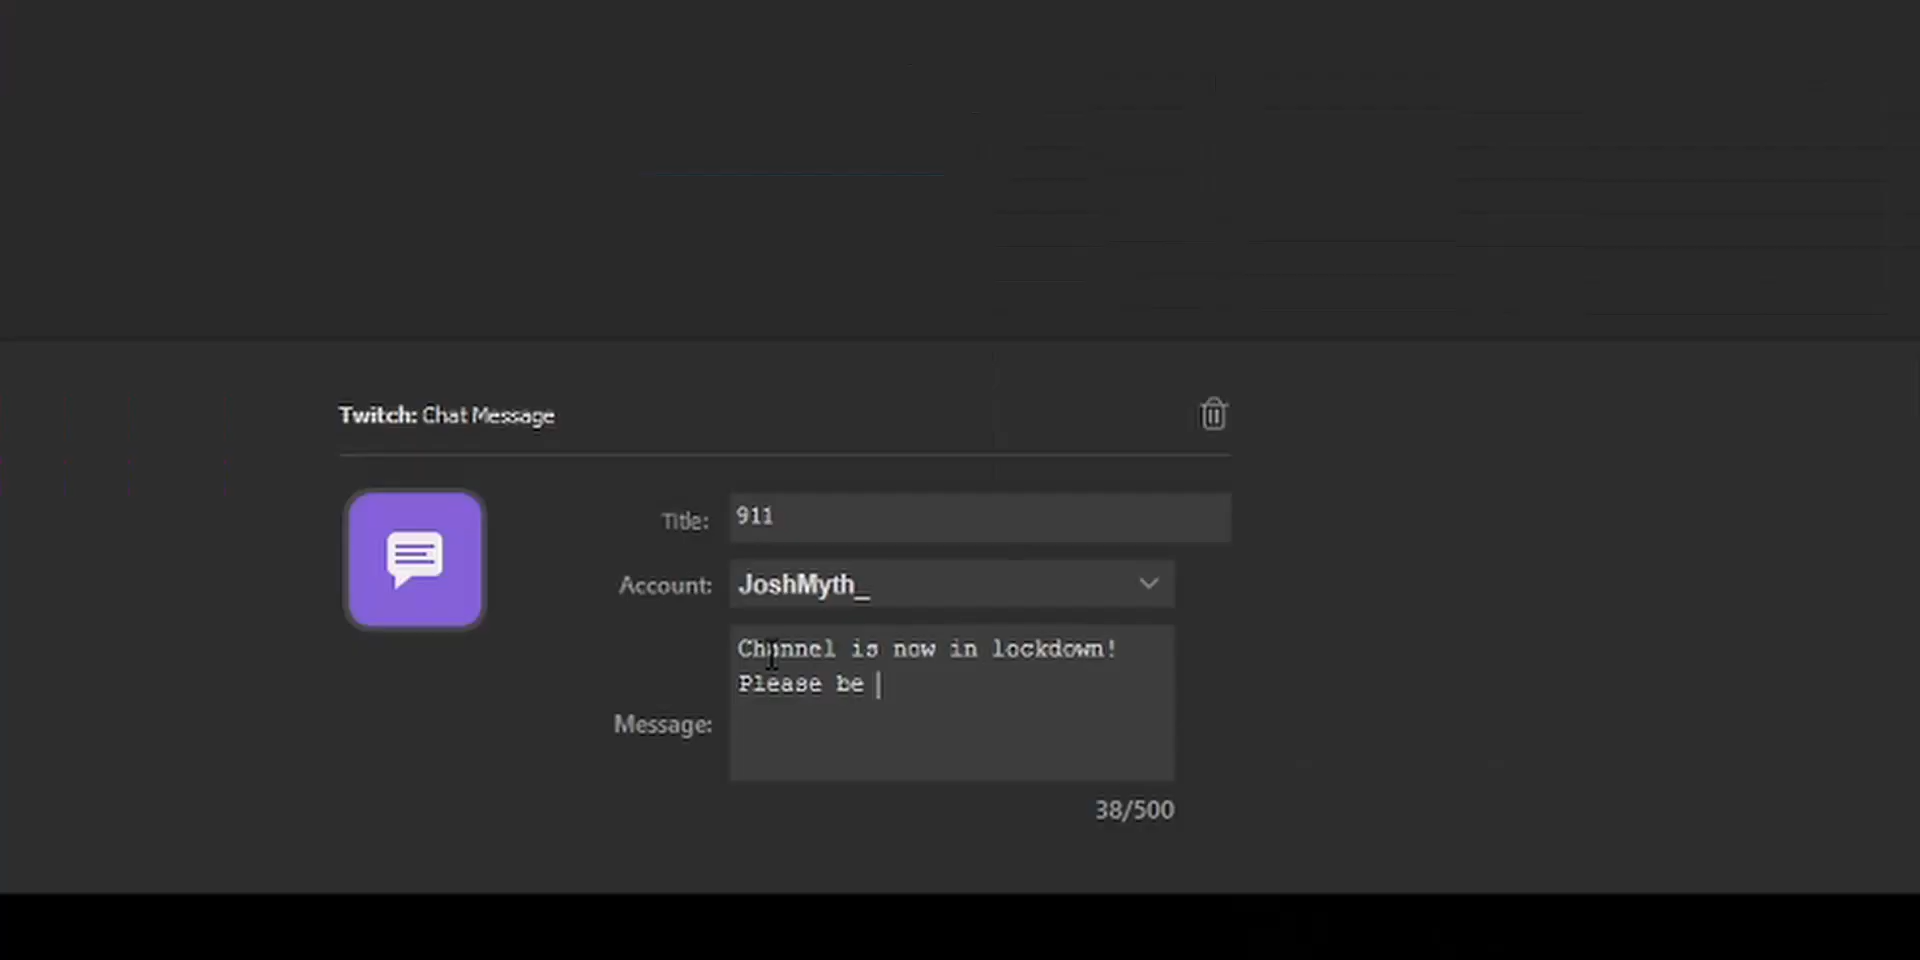 Twitch: Chat Message
Title: 911
Account: JoshMyth_
Channel is now in lockdown!
Please be
Message:
38/500